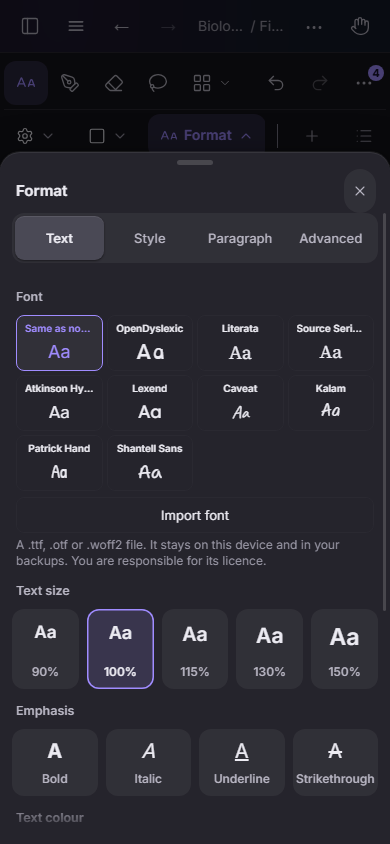 Biolo... / Fi...
4
Aa Format
Format
Text Style Paragraph Advanced
Font
Same as no... OpenDyslexic Literata Source Seri...
Aa Aa Aa Aa
Atkinson Hy... Lexend Caveat Kalam
Aa Aa Aa Aa
Patrick Hand Shantell Sans
Aa Aa
Import font
A .ttf, .otf or .woff2 file. It stays on this device and in your
backups. You are responsible for its licence.
Text size
Aa Aa Aa Aa Aa
90% 100% 115% 130% 150%
Emphasis
A A A A
Bold Italic Underline Strikethrough
Text colour